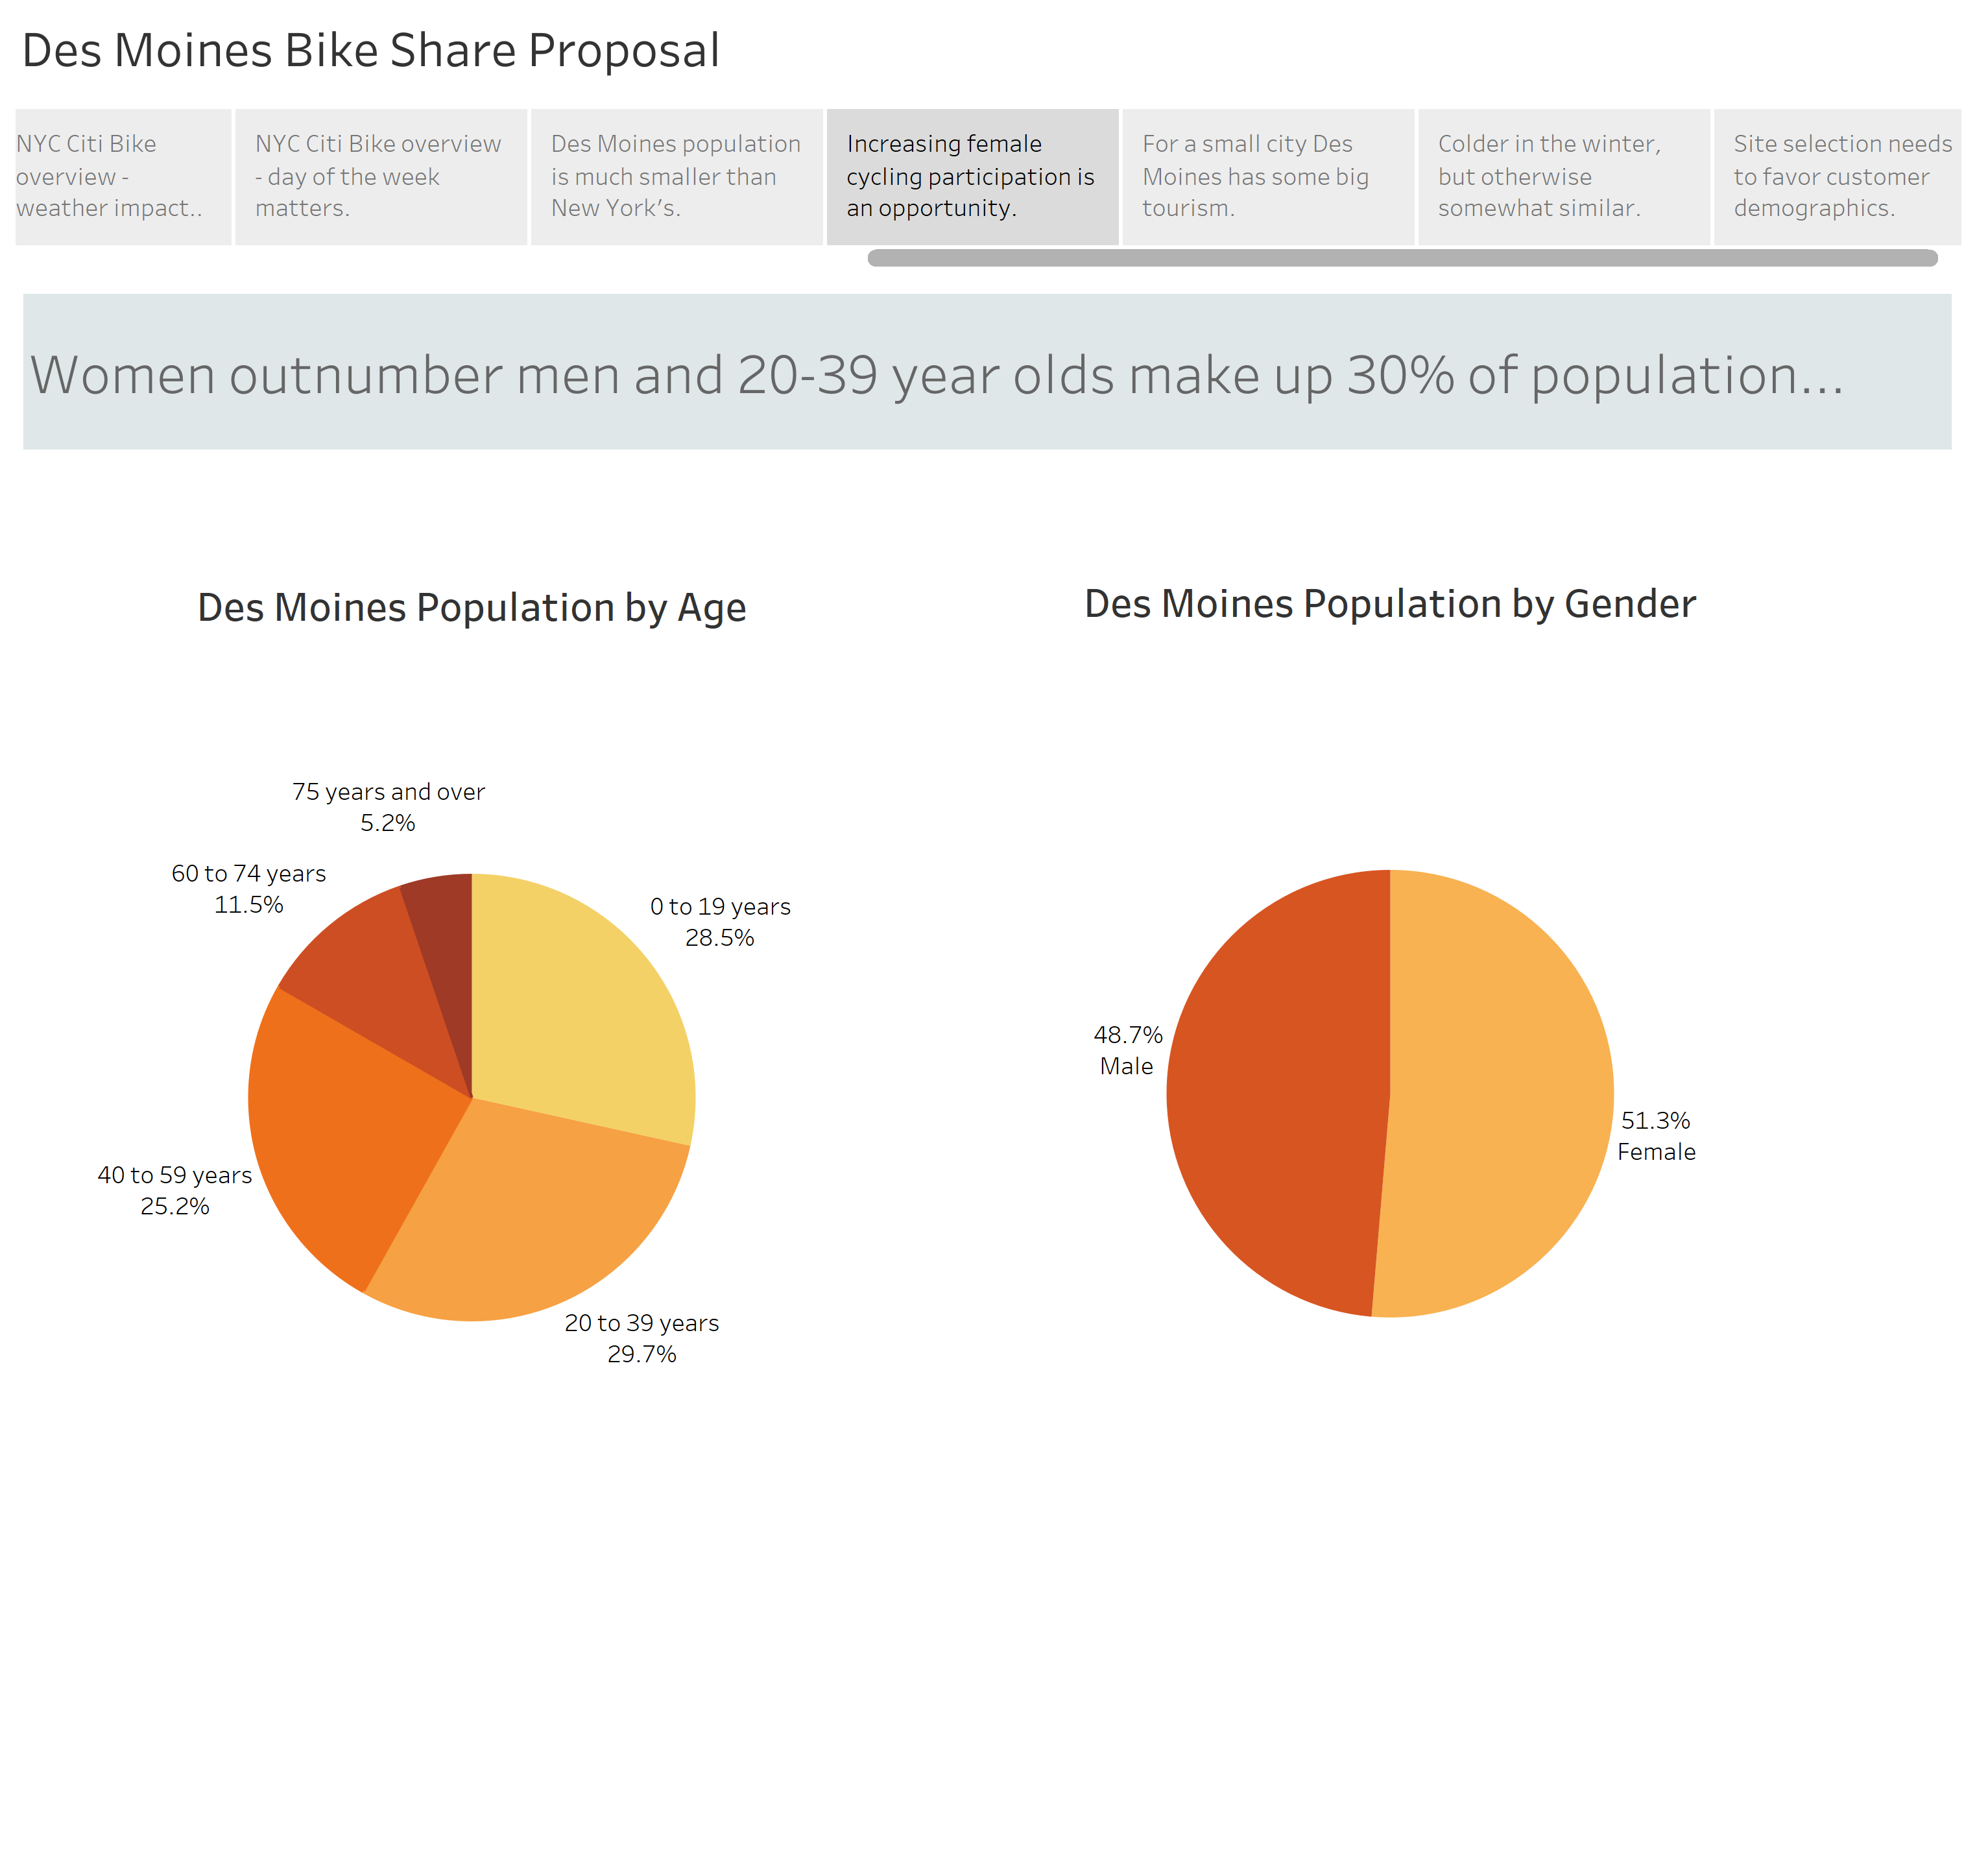 Des Moines Bike Share Proposal
NYC Citi Bike
overview -
weather impact..
NYC Citi Bike overview
- day of the week
matters.
Des Moines population
is much smaller than
New York's.
Increasing female
cycling participation is
an opportunity.
For a small city Des
Moines has some big
tourism.
Colder in the winter,
but otherwise
somewhat similar.
Site selection needs
to favor customer
demographics.
Women outnumber men and 20-39 year olds make up 30% of population...
Des Moines Population by Age
75 years and over
5.2%
60 to 74 years
11.5%
0 to 19 years
28.5%
40 to 59 years
25.2%
20 to 39 years
29.7%
Des Moines Population by Gender
48.7%
Male
51.3%
Female